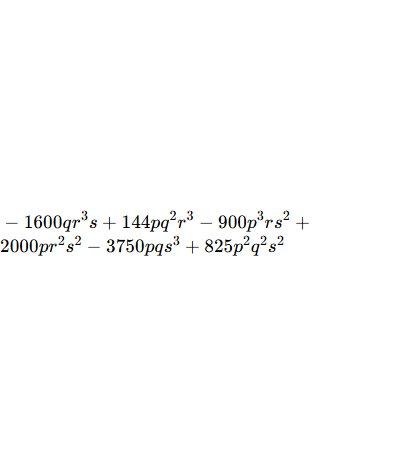 − 1600qr³s + 144pq²r³ − 900p³rs² +
2000pr²s² − 3750pqs³ + 825p²q²s²